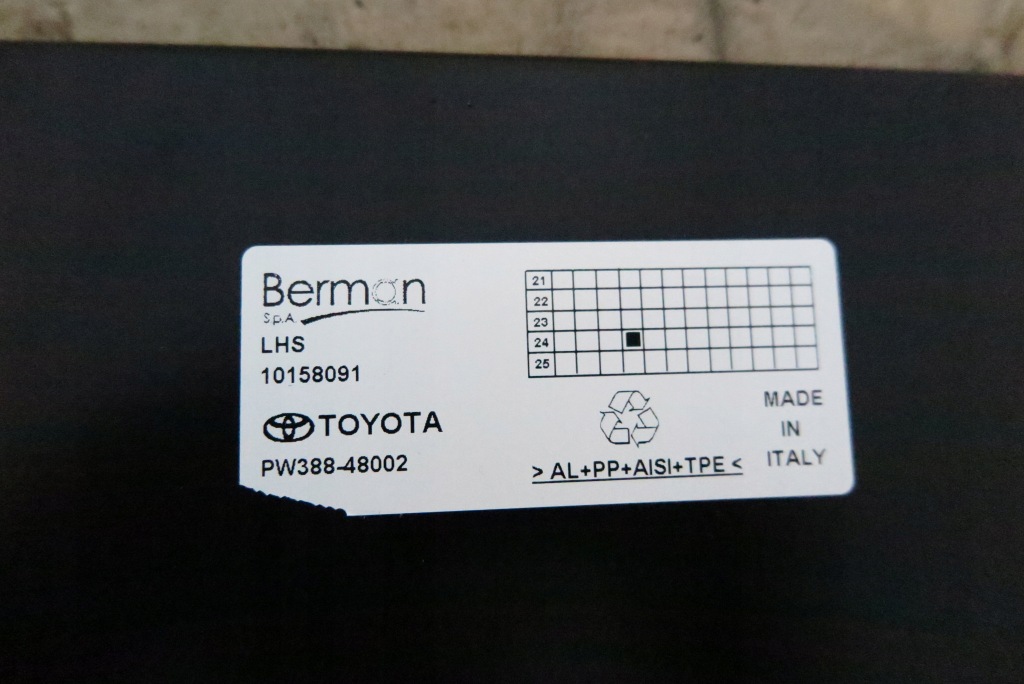 Berman
S.p.A.
LHS
10158091
TOYOTA
PW388-48002
21
22
23
24
25
> AL+PP+AISI+TPE <
MADE
IN
ITALY